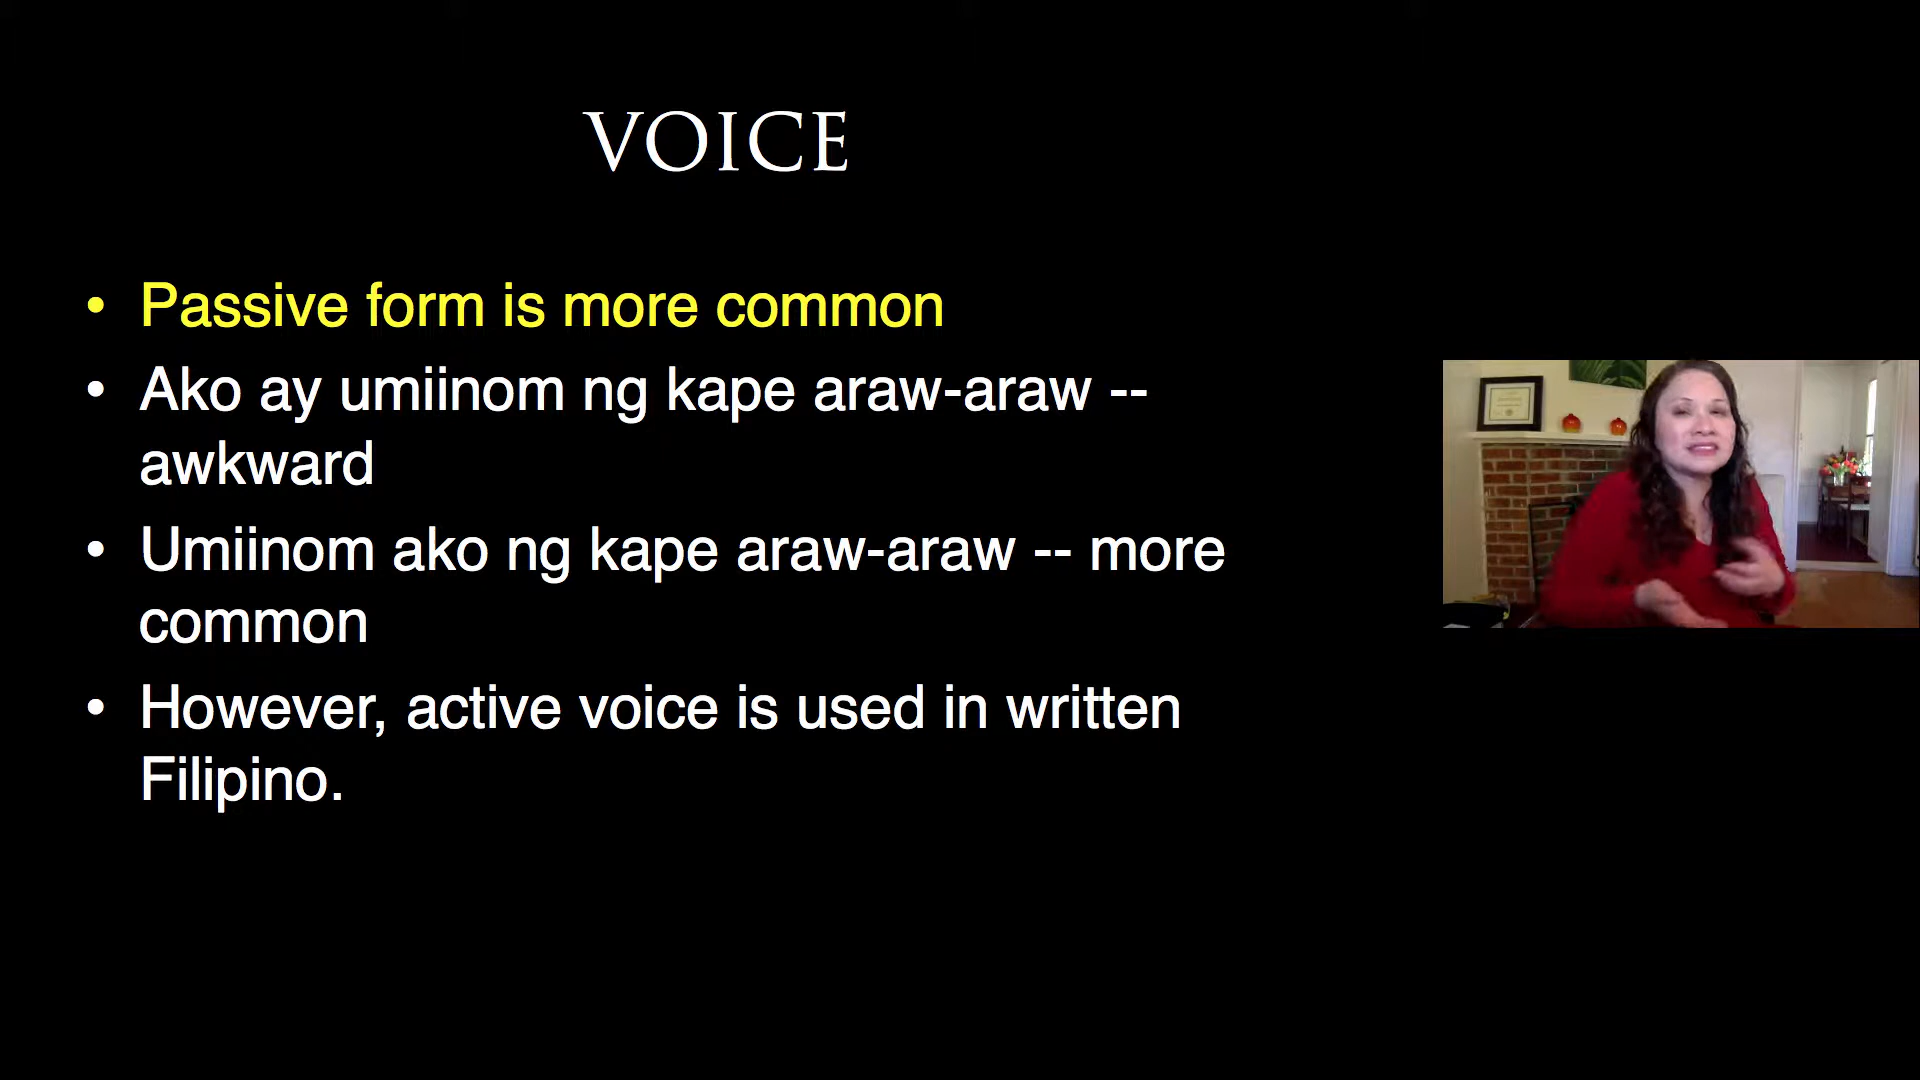 VOICE
• Passive form is more common
• Ako ay umiinom ng kape araw-araw --
awkward
• Umiinom ako ng kape araw-araw -- more
common
• However, active voice is used in written
Filipino.